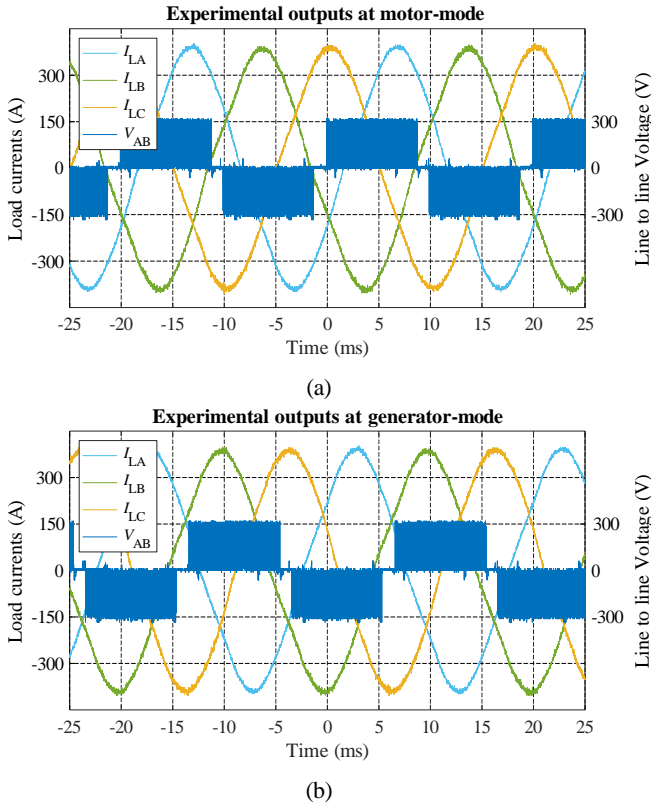 Experimental outputs at motor-mode
I_LA
I_LB
I_LC
V_AB
Load currents (A)
300
150
0
-150
-300
Line to line Voltage (V)
300
0
-300
-25 -20 -15 -10 -5 0 5 10 15 20 25
Time (ms)
(a)
Experimental outputs at generator-mode
I_LA
I_LB
I_LC
V_AB
Load currents (A)
300
150
0
-150
-300
Line to line Voltage (V)
300
0
-300
-25 -20 -15 -10 -5 0 5 10 15 20 25
Time (ms)
(b)